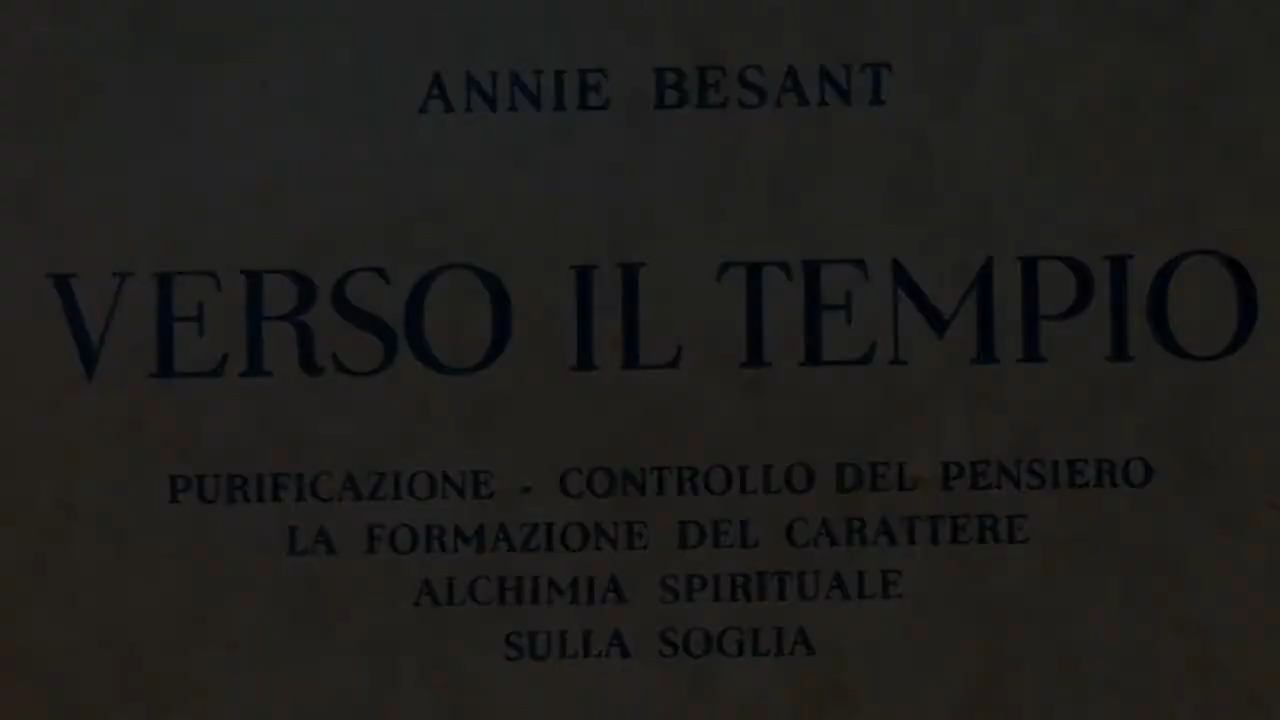 ANNIE BESANT
VERSO IL TEMPIO
PURIFICAZIONE - CONTROLLO DEL PENSIERO
LA FORMAZIONE DEL CARATTERE
ALCHIMIA SPIRITUALE
SULLA SOGLIA